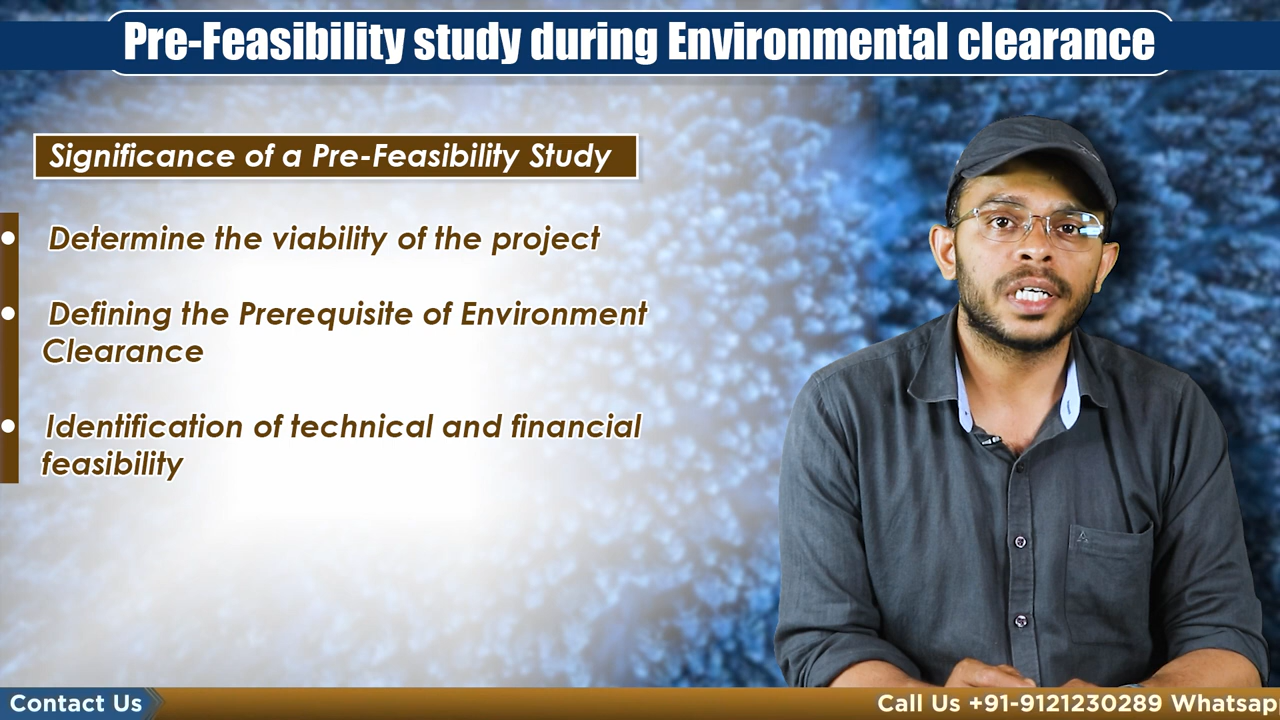 Pre-Feasibility study during Environmental clearance
Significance of a Pre-Feasibility Study
• Determine the viability of the project
• Defining the Prerequisite of Environment
Clearance
• Identification of technical and financial
feasibility
Contact Us
Call Us +91-9121230289 Whatsap